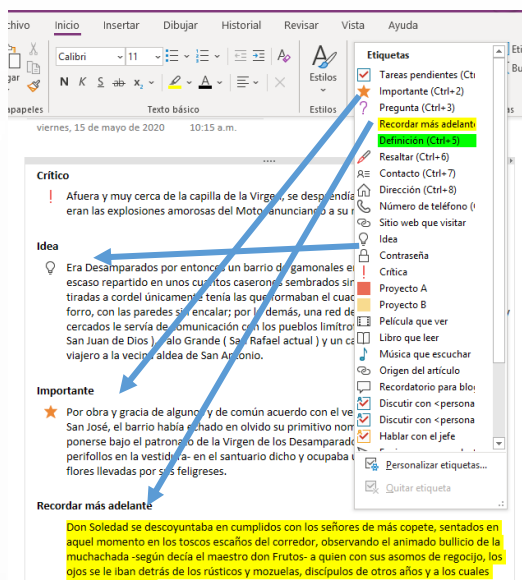 chivo Inicio Insertar Dibujar Historial Revisar Vista Ayuda
Calibri 11
N K S ab x₂ A
Estilos
gar
apapeles Texto básico Estilos
viernes, 15 de mayo de 2020 10:15 a.m.
Etiquetas
Tareas pendientes (Ct
Importante (Ctrl+2)
Pregunta (Ctrl+3)
Recordar más adelant
Definición (Ctrl+5)
Resaltar (Ctrl+6)
Contacto (Ctrl+7)
Dirección (Ctrl+8)
Número de teléfono (
Sitio web que visitar
Idea
Contraseña
Crítica
Proyecto A
Proyecto B
Película que ver
Libro que leer
Música que escuchar
Origen del artículo
Recordatorio para blo
Discutir con <persona
Discutir con <persona
Hablar con el jefe
Personalizar etiquetas...
Quitar etiqueta
Crítico
Afuera y muy cerca de la capilla de la Virgen, se desprendía
eran las explosiones amorosas del Moto anunciando a su
Idea
Era Desamparados por entonces un barrio de gamonales e
escaso repartido en unos cuantos caserones sembrados sin
tiradas a cordel únicamente tenía las que formaban el cuad
forro, con las paredes sin encalar; por lo demás, una red de
cercados le servía de comunicación con los pueblos limítro
San Juan de Dios ) Palo Grande ( San Rafael actual ) y un ca
viajero a la vecina aldea de San Antonio.
Importante
Por obra y gracia de algunos y de común acuerdo con el ve
San José, el barrio había echado en olvido su primitivo nom
ponerse bajo el patronato de la Virgen de los Desamparad
perifollos en la vestidura- en el santuario dicho y ocupaba
flores llevadas por sus feligreses.
Recordar más adelante
Don Soledad se descoyuntaba en cumplidos con los señores de más copete, sentados en
aquel momento en los toscos escaños del corredor, observando el animado bullicio de la
muchachada -según decía el maestro don Frutos- a quien con sus asomos de regocijo, los
ojos se le iban detrás de los rústicos y mozuelas, discípulos de otros años y a los cuales